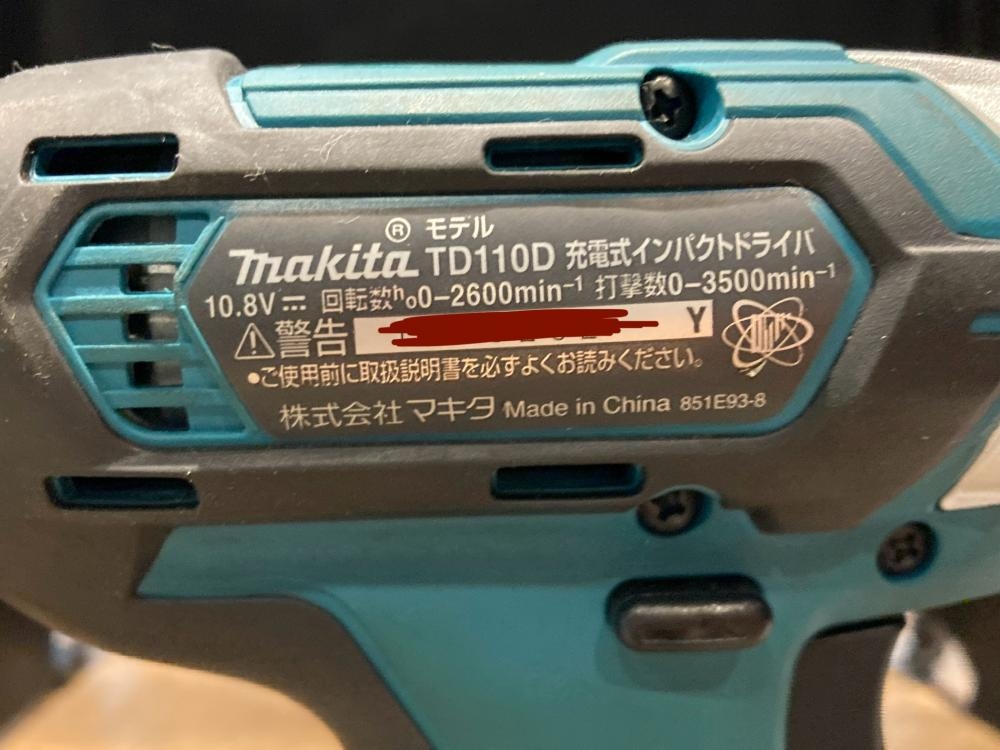 ® モデル
makita TD110D 充電式インパクトドライバ
10.8V⎓ 回転数n₀0-2600min⁻¹ 打撃数0-3500min⁻¹
⚠警告 Y
●ご使用前に取扱説明書を必ずよくお読みください。
株式会社マキタ Made in China 851E93-8